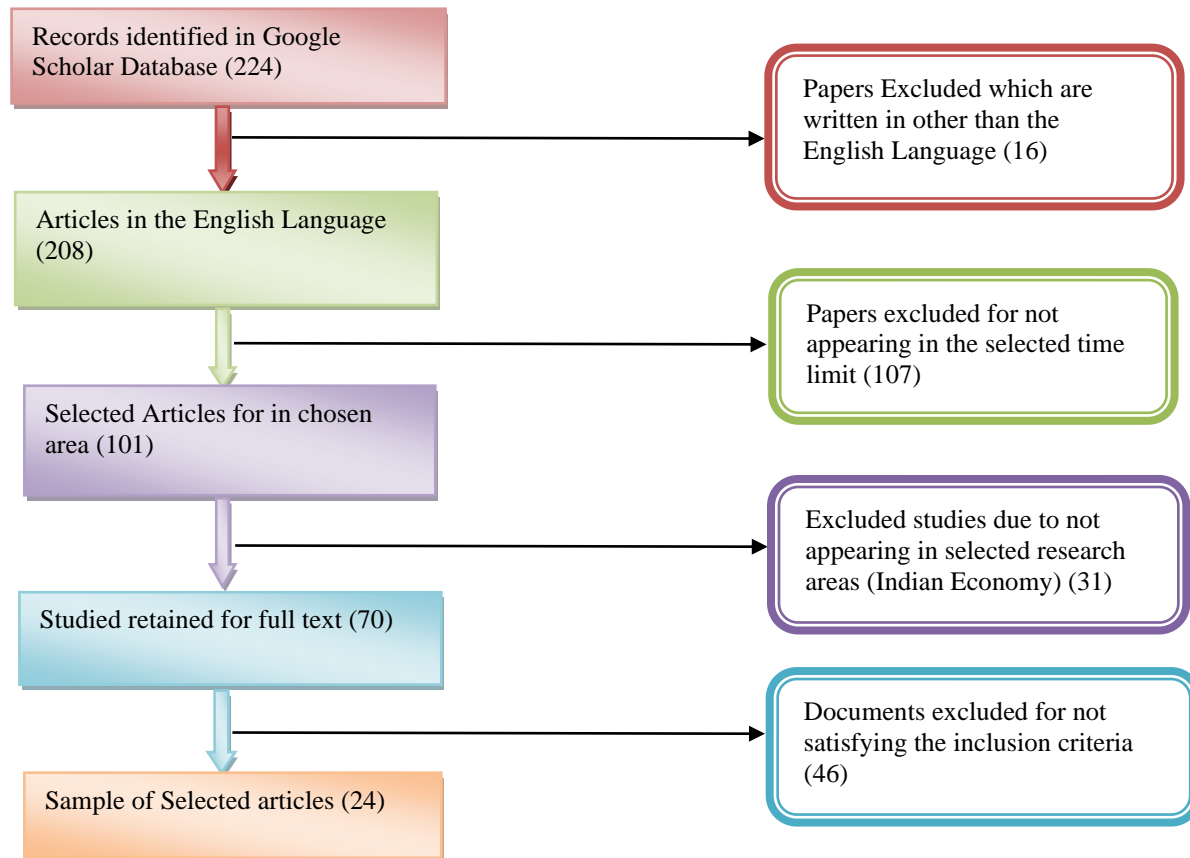 Records identified in Google
Scholar Database (224)
Papers Excluded which are
written in other than the
English Language (16)
Articles in the English Language
(208)
Papers excluded for not
appearing in the selected time
limit (107)
Selected Articles for in chosen
area (101)
Excluded studies due to not
appearing in selected research
areas (Indian Economy) (31)
Studied retained for full text (70)
Documents excluded for not
satisfying the inclusion criteria
(46)
Sample of Selected articles (24)